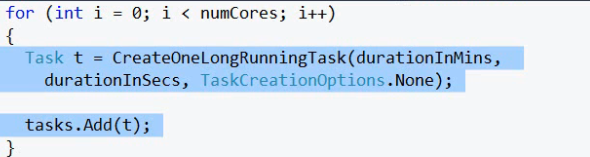 for (int i = 0; i < numCores; i++)
{
Task t = CreateOneLongRunningTask(durationInMins,
durationInSecs, TaskCreationOptions.None);
tasks.Add(t);
}